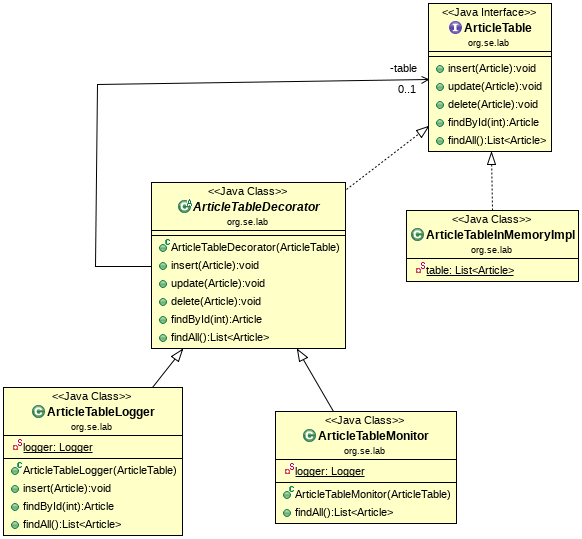 <<Java Interface>>
ArticleTable
org.se.lab
insert(Article):void
update(Article):void
delete(Article):void
findById(int):Article
findAll():List<Article>
-table
0..1
<<Java Class>>
ArticleTableDecorator
org.se.lab
ArticleTableDecorator(ArticleTable)
insert(Article):void
update(Article):void
delete(Article):void
findById(int):Article
findAll():List<Article>
<<Java Class>>
ArticleTableInMemoryImpl
org.se.lab
table: List<Article>
<<Java Class>>
ArticleTableLogger
org.se.lab
logger: Logger
ArticleTableLogger(ArticleTable)
insert(Article):void
findById(int):Article
findAll():List<Article>
<<Java Class>>
ArticleTableMonitor
org.se.lab
logger: Logger
ArticleTableMonitor(ArticleTable)
findAll():List<Article>